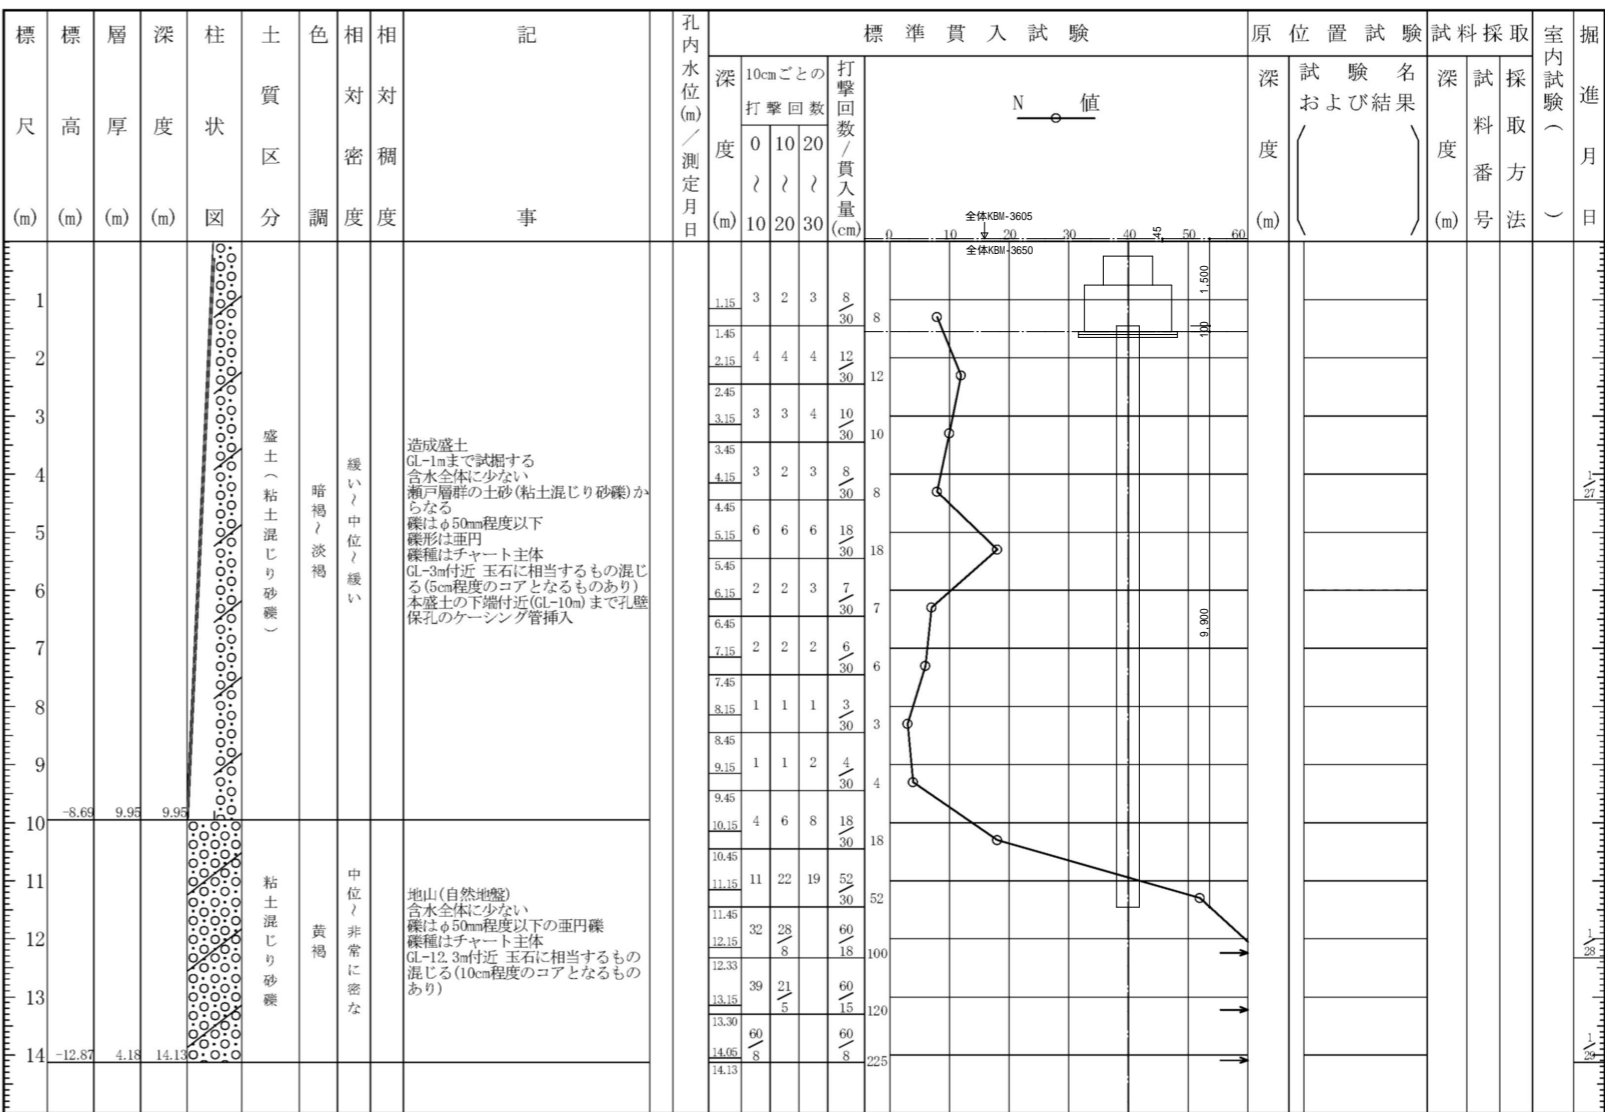 標尺(m)
標高(m)
層厚(m)
深度(m)
柱状図
土質区分
色調
相対密度
相対稠度
記事
孔内水位(m)／測定月日
標準貫入試験
深度(m)
10cmごとの打撃回数
0～10
10～20
20～30
打撃回数/貫入量(cm)
N 値
0 10 20 30 40 50 60
全体KBM-3605
全体KBM-3650
45
原位置試験
深度(m)
試験名および結果
試料採取
深度(m)
試料番号
採取方法
室内試験（ ）
掘進月日
1
2
3
4
5
6
7
8
9
10
11
12
13
14
-8.69 9.95 9.95
-12.87 4.18 14.13
盛土（粘土混じり砂礫）
暗褐～淡褐
緩い～中位～緩い
造成盛土
GL-1mまで試掘する
含水全体に少ない
瀬戸層群の土砂(粘土混じり砂礫)か
らなる
礫はφ50mm程度以下
礫形は亜円
礫種はチャート主体
GL-3m付近 玉石に相当するもの混じ
る(5cm程度のコアとなるものあり)
本盛土の下端付近(GL-10m)まで孔壁
保孔のケーシング管挿入
粘土混じり砂礫
黄褐
中位～非常に密な
地山(自然地盤)
含水全体に少ない
礫はφ50mm程度以下の亜円礫
礫種はチャート主体
GL-12.3m付近 玉石に相当するもの
混じる(10cm程度のコアとなるもの
あり)
1.15 3 2 3 8/30 8
1.45
2.15 4 4 4 12/30 12
2.45
3.15 3 3 4 10/30 10
3.45
4.15 3 2 3 8/30 8
4.45
5.15 6 6 6 18/30 18
5.45
6.15 2 2 3 7/30 7
6.45
7.15 2 2 2 6/30 6
7.45
8.15 1 1 1 3/30 3
8.45
9.15 1 1 2 4/30 4
9.45
10.15 4 6 8 18/30 18
10.45
11.15 11 22 19 52/30 52
11.45
12.15 32 28/8 60/18 100
12.33
13.15 39 21/5 60/15 120
13.30
14.05 60/8 60/8 225
14.13
1,500
100
9,900
1/27
1/28
1/29